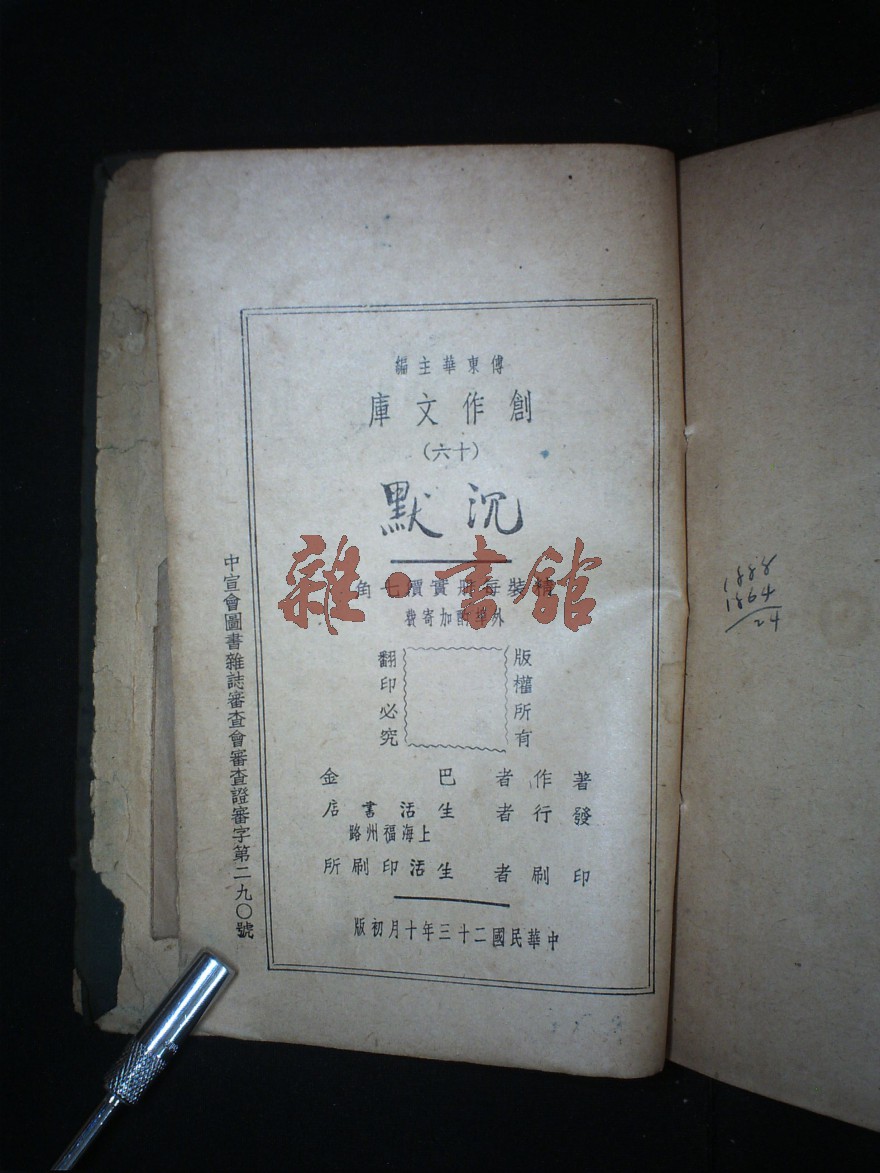 傅東華主編
創作文庫
(十六)
沉默
精裝每册實價七角
外埠酌加寄費
版權所有
翻印必究
著作者 巴金
發行者 生活書店
上海福州路
印刷者 生活印刷所
中華民國二十三年十月初版
中宣會圖書雜誌審查會審查證審字第二九〇號
雜·書館
1888
1964
24